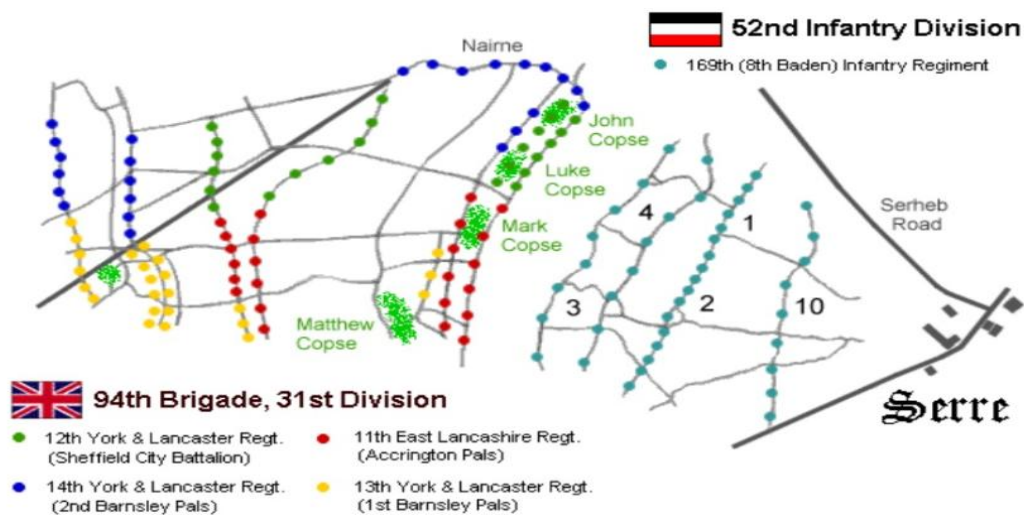 Nairne
52nd Infantry Division
169th (8th Baden) Infantry Regiment
John
Copse
Luke
Copse
Mark
Copse
Matthew
Copse
4
1
3
2
10
Serheb
Road
Serre
94th Brigade, 31st Division
12th York & Lancaster Regt.
(Sheffield City Battalion)
11th East Lancashire Regt.
(Accrington Pals)
14th York & Lancaster Regt.
(2nd Barnsley Pals)
13th York & Lancaster Regt.
(1st Barnsley Pals)